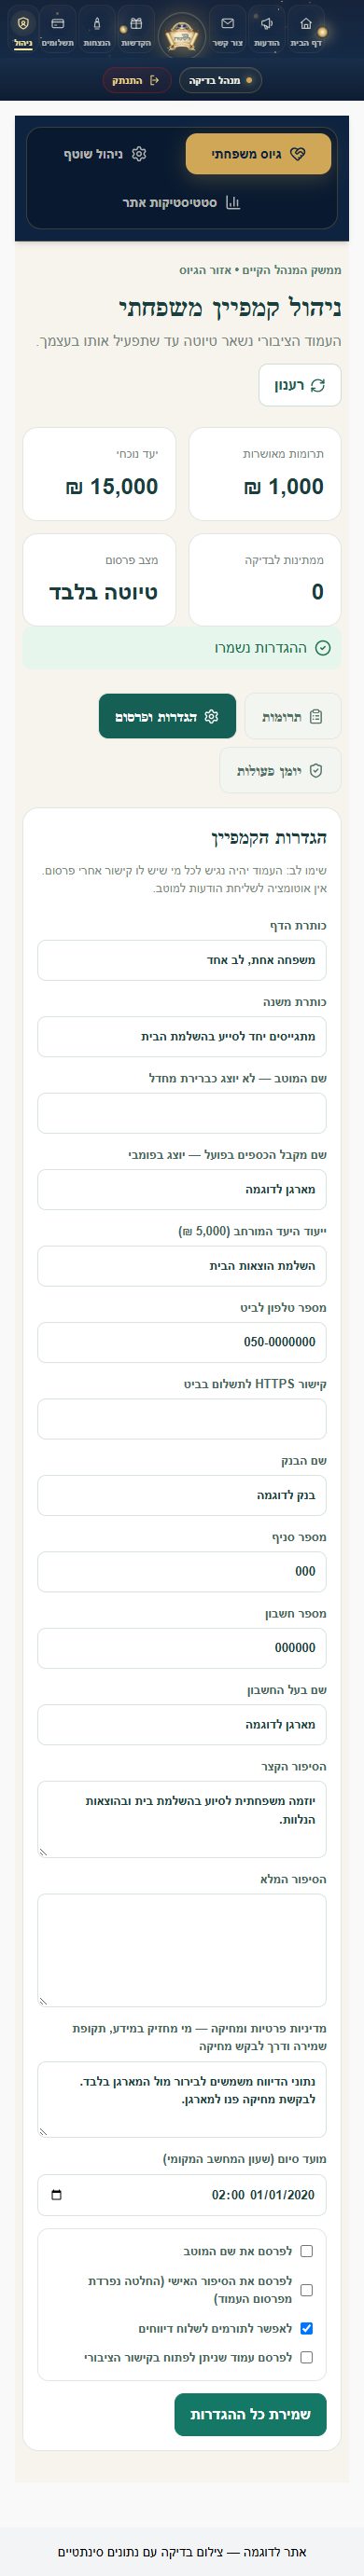 דף הבית
הודעות
צור קשר
הקדשות
הנצחות
תשלומים
ניהול
מנהל בדיקה
התנתק
גיוס משפחתי
ניהול שוטף
סטטיסטיקות אתר
ממשק המנהל הקיים • אזור הגיוס
ניהול קמפיין משפחתי
העמוד הציבורי נשאר טיוטה עד שתפעיל אותו בעצמך.
רענון
תרומות מאושרות
1,000 ₪
יעד נוכחי
15,000 ₪
ממתינות לבדיקה
0
מצב פרסום
טיוטה בלבד
ההגדרות נשמרו
תרומות
הגדרות ופרסום
יומן פעולות
הגדרות הקמפיין
שימו לב: העמוד יהיה נגיש לכל מי שיש לו קישור אחרי פרסום.
אין אוטומציה לשליחת הודעות למוטב.
כותרת הדף
משפחה אחת, לב אחד
כותרת משנה
מתגייסים יחד לסייע בהשלמת הבית
שם המוטב — לא יוצג כברירת מחדל
שם מקבל הכספים בפועל — יוצג בפומבי
מארגן לדוגמה
ייעוד היעד המורחב (5,000 ₪)
השלמת הוצאות הבית
מספר טלפון לביט
050-0000000
קישור HTTPS לתשלום בביט
שם הבנק
בנק לדוגמה
מספר סניף
000
מספר חשבון
000000
שם בעל החשבון
מארגן לדוגמה
הסיפור הקצר
יוזמה משפחתית לסיוע בהשלמת בית ובהוצאות
הנלוות.
הסיפור המלא
מדיניות פרטיות ומחיקה — מי מחזיק במידע, תקופת
שמירה ודרך לבקש מחיקה
נתוני הדיווח משמשים לבירור מול המארגן בלבד.
לבקשת מחיקה פנו למארגן.
מועד סיום (שעון המחשב המקומי)
01/01/2020 02:00
לפרסם את שם המוטב
לפרסם את הסיפור האישי (החלטה נפרדת
מפרסום העמוד)
לאפשר לתורמים לשלוח דיווחים
לפרסם עמוד שניתן לפתוח בקישור הציבורי
שמירת כל ההגדרות
אתר לדוגמה — צילום בדיקה עם נתונים סינתטיים